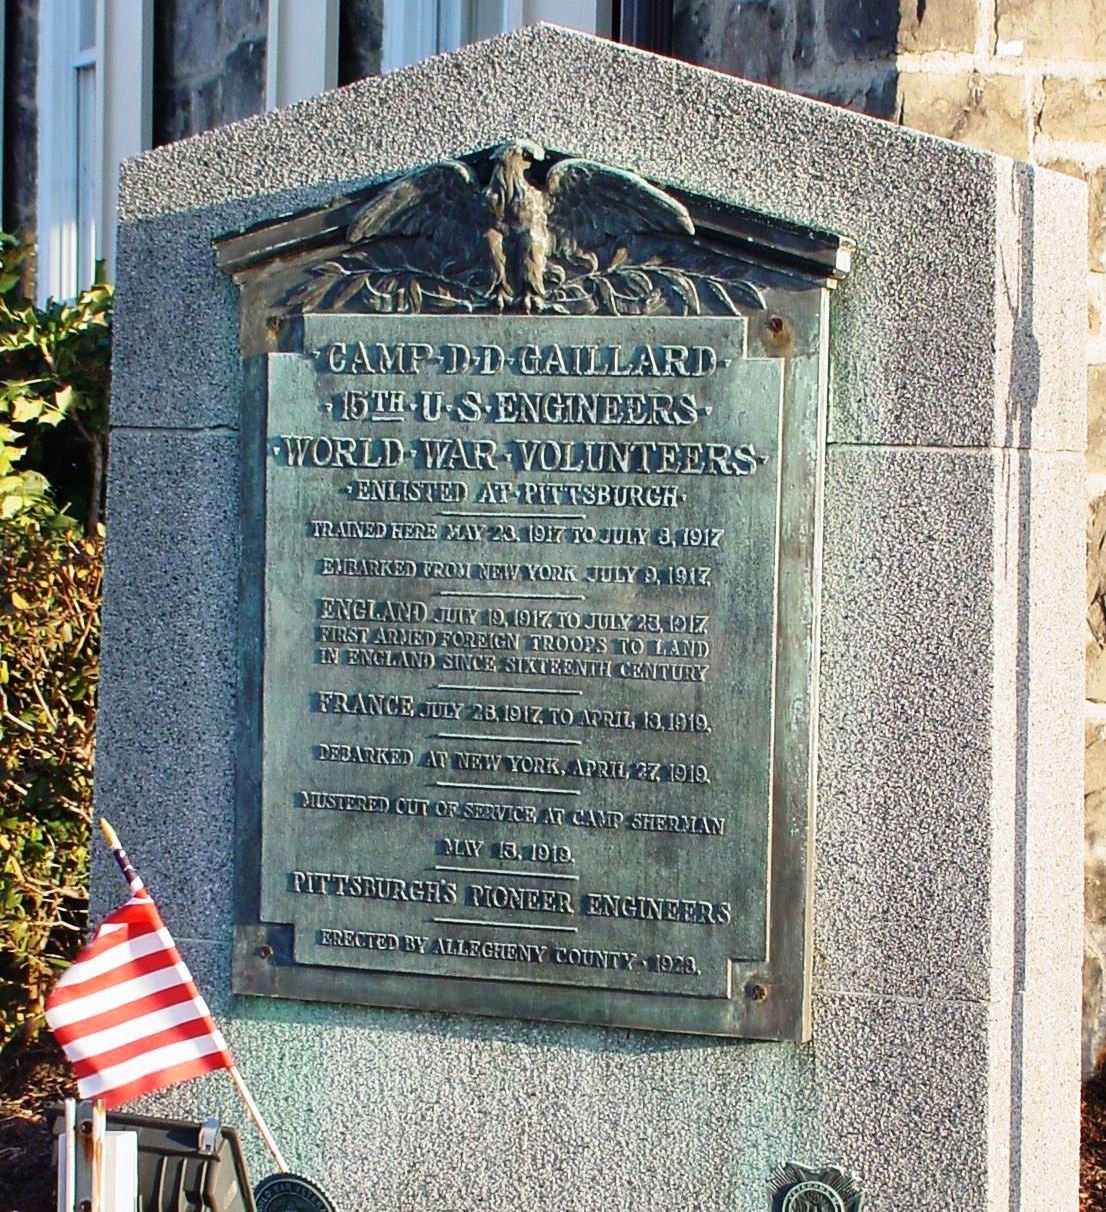 CAMP·D·D·GAILLARD
·15TH·U·S·ENGINEERS·
·WORLD·WAR·VOLUNTEERS·
·ENLISTED AT·PITTSBURGH·
TRAINED HERE MAY 23, 1917 TO JULY 8, 1917
EMBARKED FROM NEW YORK JULY 9, 1917
ENGLAND JULY 19, 1917 TO JULY 25, 1917
FIRST ARMED FOREIGN TROOPS TO LAND
IN ENGLAND SINCE SIXTEENTH CENTURY
FRANCE, JULY 26, 1917 TO APRIL 13, 1919.
DEBARKED AT NEW YORK, APRIL 27, 1919.
MUSTERED OUT OF SERVICE AT CAMP SHERMAN
MAY 15, 1919.
PITTSBURGH'S PIONEER ENGINEERS
ERECTED BY ALLEGHENY COUNTY · 1928.